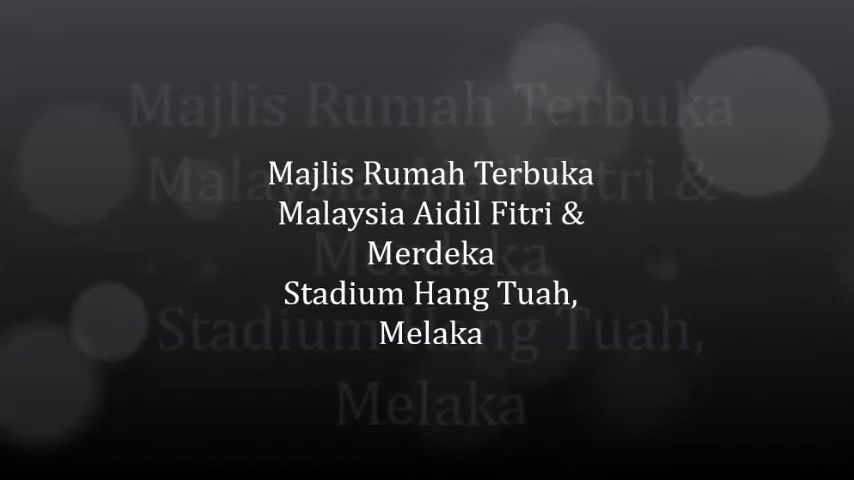 Majlis Rumah Terbuka
Malaysia Aidil Fitri &
Merdeka
Stadium Hang Tuah,
Melaka